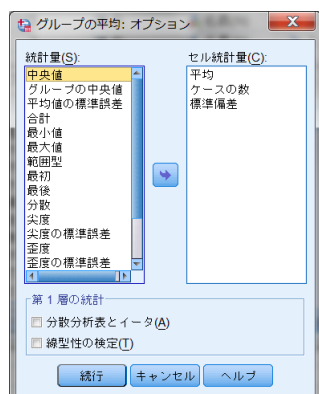 グループの平均: オプション
統計量(S):
中央値
グループの中央値
平均値の標準誤差
合計
最小値
最大値
範囲型
最初
最後
分散
尖度
尖度の標準誤差
歪度
歪度の標準誤差
セル統計量(C):
平均
ケースの数
標準偏差
第 1 層の統計
分散分析表とイータ(A)
線型性の検定(T)
続行 キャンセル ヘルプ